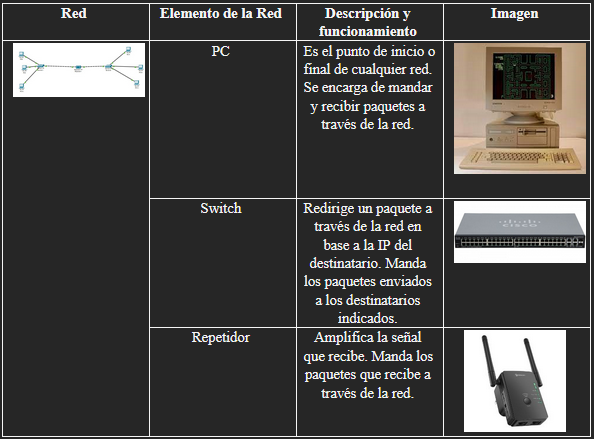 Red
Elemento de la Red
Descripción y
funcionamiento
Imagen
PC
Es el punto de inicio o
final de cualquier red.
Se encarga de mandar
y recibir paquetes a
través de la red.
Switch
Redirige un paquete a
través de la red en
base a la IP del
destinatario. Manda
los paquetes enviados
a los destinatarios
indicados.
CISCO
Repetidor
Amplifica la señal
que recibe. Manda los
paquetes que recibe a
través de la red.